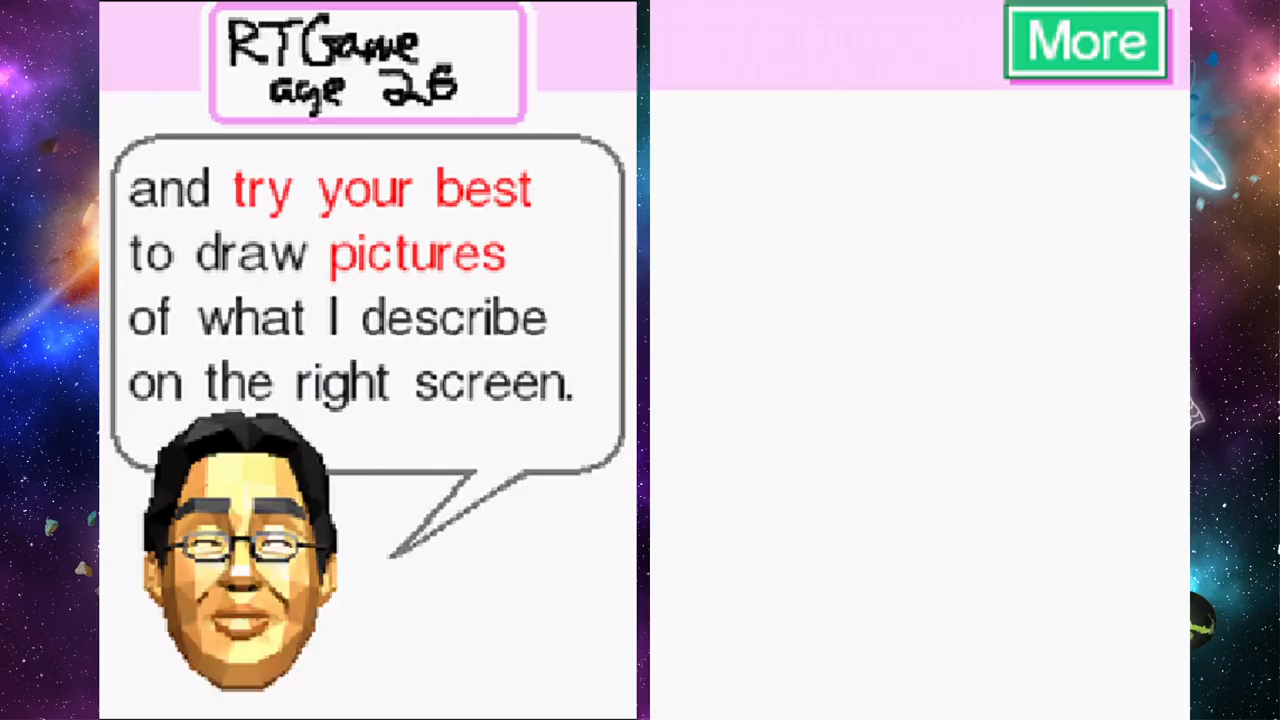 RTGame
age 26
More
and try your best
to draw pictures
of what I describe
on the right screen.